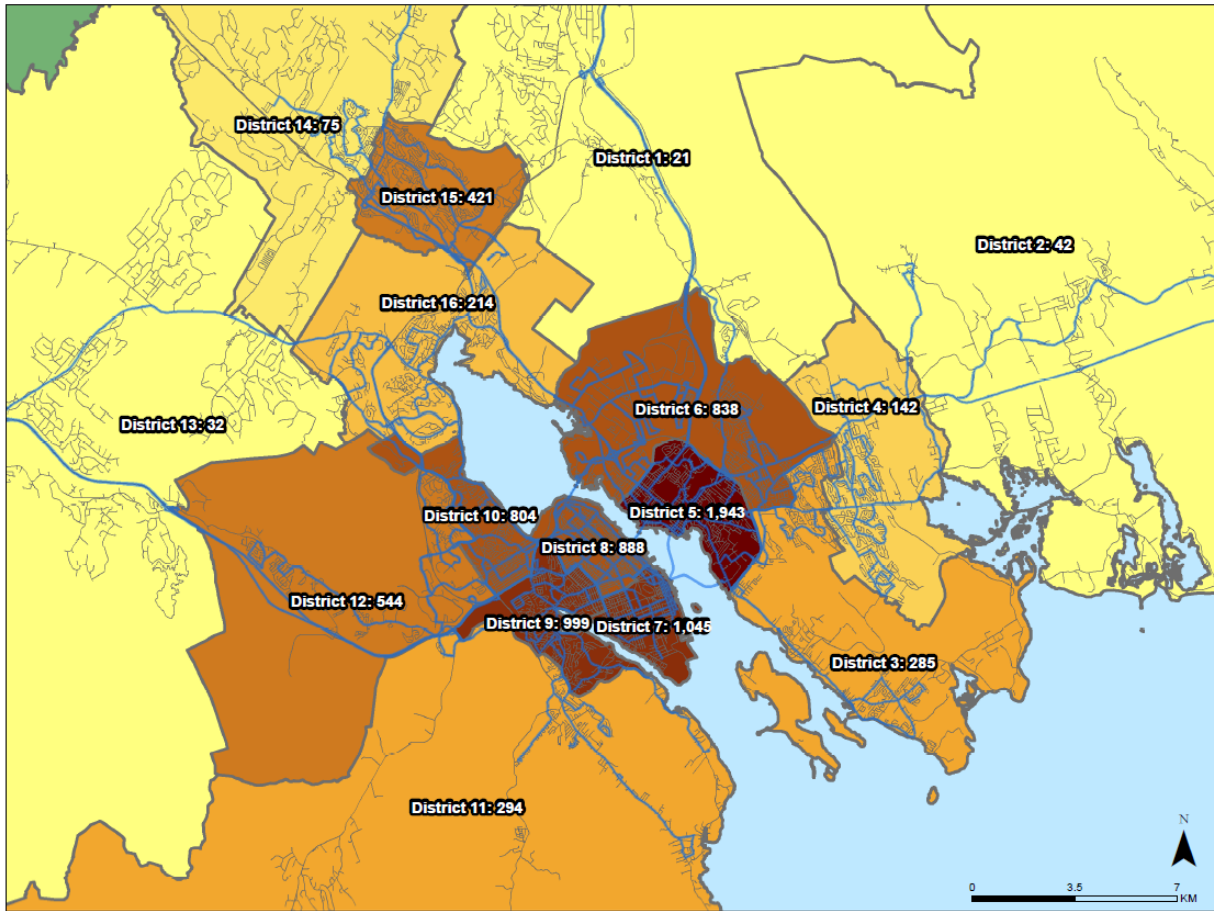 District 14: 75
District 1: 21
District 15: 421
District 2: 42
District 16: 214
District 6: 838
District 4: 142
District 13: 32
District 10: 804
District 5: 1,943
District 8: 888
District 12: 544
District 9: 999
District 7: 1,045
District 3: 285
District 11: 294
N
0 3.5 7
KM